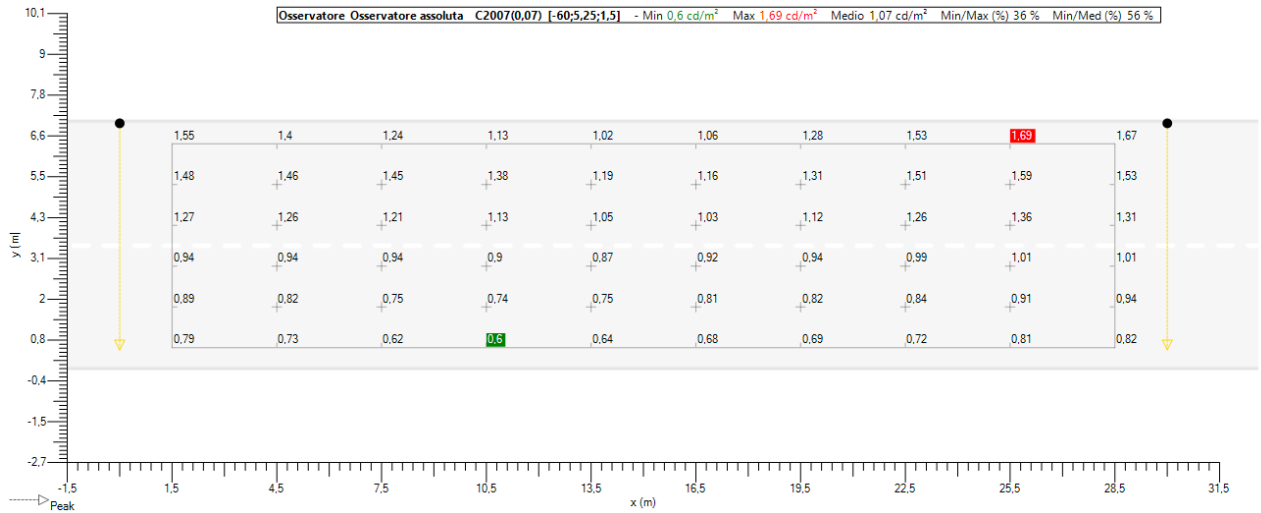 10,1
Osservatore Osservatore assoluta C2007(0,07) [-60;5,25;1,5] - Min 0,6 cd/m² Max 1,69 cd/m² Medio 1,07 cd/m² Min/Max (%) 36 % Min/Med (%) 56 %
9
7,8
6,6 1,55 1,4 1,24 1,13 1,02 1,06 1,28 1,53 1,69 1,67
5,5 1,48 1,46 1,45 1,38 1,19 1,16 1,31 1,51 1,59 1,53
4,3 1,27 1,26 1,21 1,13 1,05 1,03 1,12 1,26 1,36 1,31
y (m)
3,1 0,94 0,94 0,94 0,9 0,87 0,92 0,94 0,99 1,01 1,01
2 0,89 0,82 0,75 0,74 0,75 0,81 0,82 0,84 0,91 0,94
0,8 0,79 0,73 0,62 0,6 0,64 0,68 0,69 0,72 0,81 0,82
-0,4
-1,5
-2,7
-1,5 1,5 4,5 7,5 10,5 13,5 16,5 19,5 22,5 25,5 28,5 31,5
x (m)
Peak